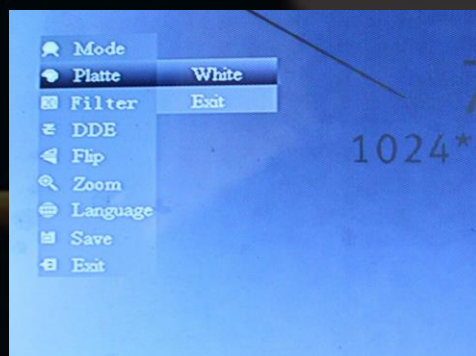 Mode
Platte White
Filter Exit
DDE
Flip
Zoom
Language
Save
Exit
1024*